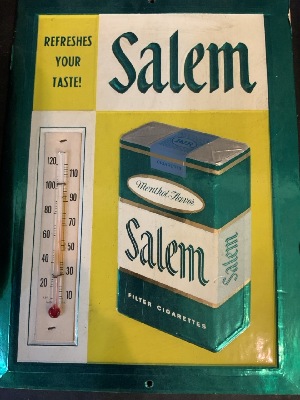 REFRESHES
YOUR
TASTE!
Salem
Menthol Flavor
Salem
Salem
FILTER CIGARETTES
120
110
100
90
80
70
60
50
40
30
20
10